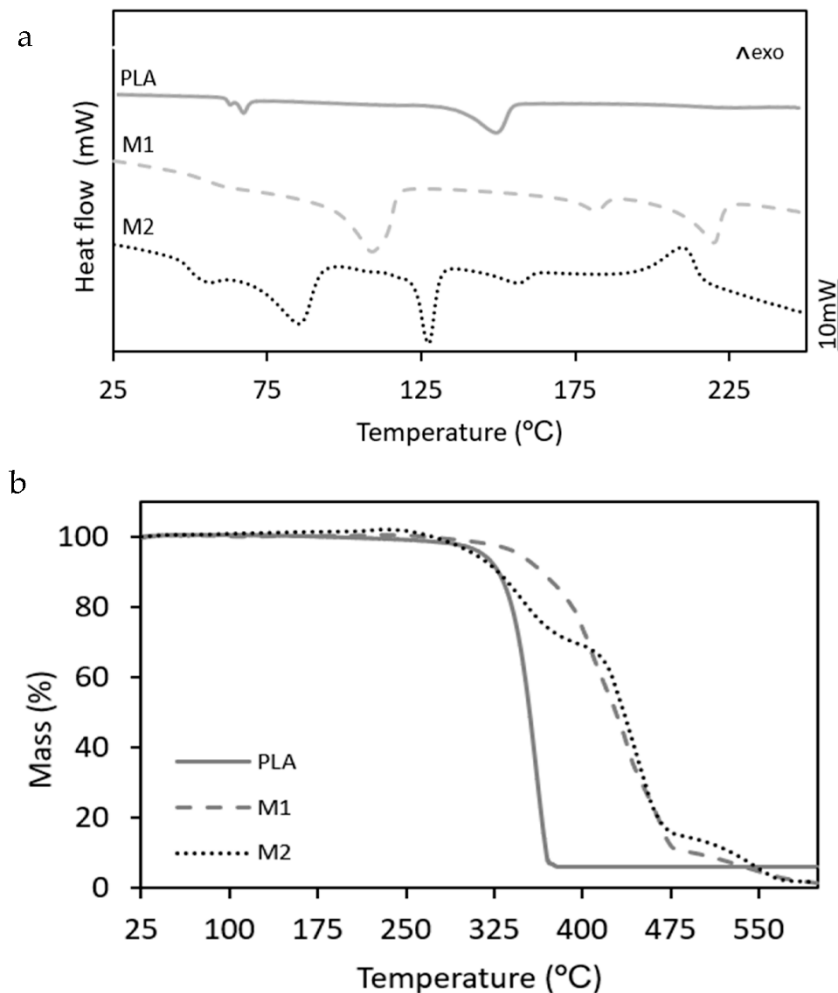 a
∧exo
PLA
M1
M2
Heat flow (mW)
10mW
25 75 125 175 225
Temperature (°C)
b
100
80
60
40
20
0
Mass (%)
PLA
M1
M2
25 100 175 250 325 400 475 550
Temperature (°C)